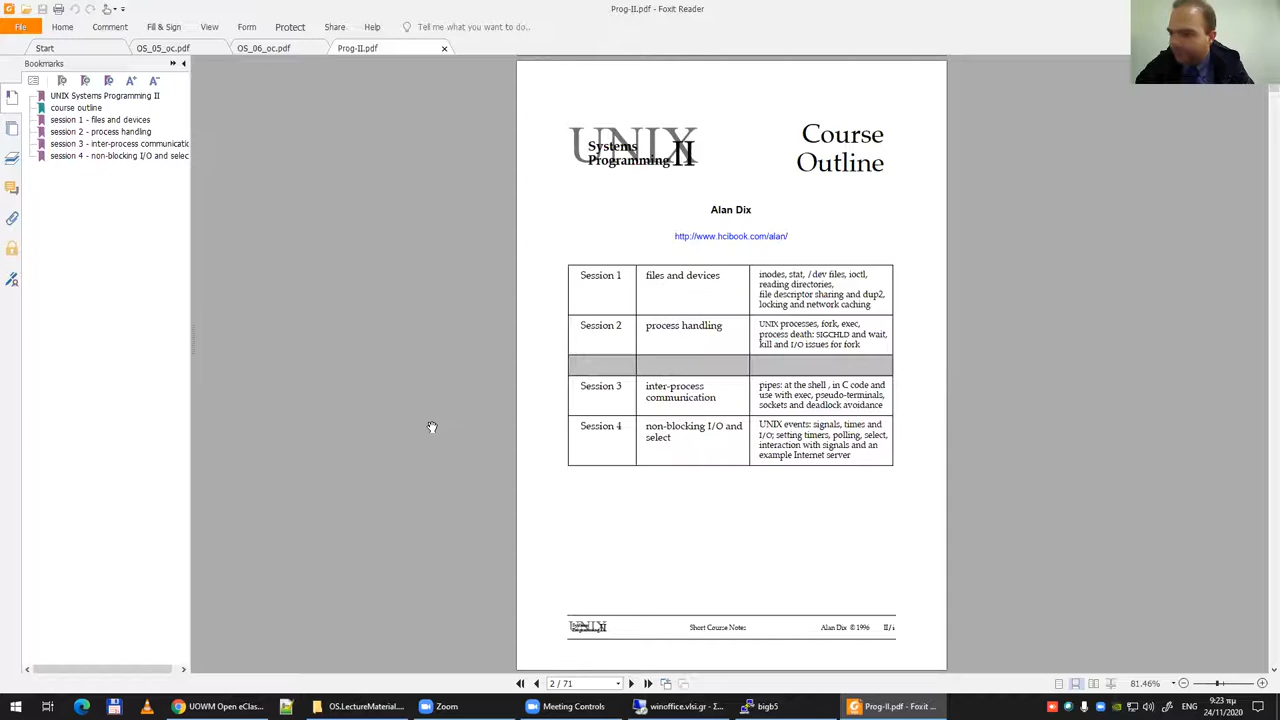 Prog-II.pdf - Foxit Reader
File
Home
Comment
Fill & Sign
View
Form
Protect
Share
Help
Tell me what you want to do...
Start
OS_05_oc.pdf
OS_06_oc.pdf
Prog-II.pdf
Bookmarks
UNIX Systems Programming II
course outline
session 1 - files and devices
session 2 - process handling
session 3 - inter-process communicatic
session 4 - non-blocking I/O and selec
UNIX
Systems
Programming II
Course
Outline
Alan Dix
http://www.hcibook.com/alan/
Session 1
files and devices
inodes, stat, /dev files, ioctl,
reading directories,
file descriptor sharing and dup2,
locking and network caching
Session 2
process handling
UNIX processes, fork, exec,
process death: SIGCHLD and wait,
kill and I/O issues for fork
Session 3
inter-process
communication
pipes: at the shell , in C code and
use with exec, pseudo-terminals,
sockets and deadlock avoidance
Session 4
non-blocking I/O and
select
UNIX events: signals, times and
I/O; setting timers, polling, select,
interaction with signals and an
example Internet server
Short Course Notes
Alan Dix © 1996
II/i
2 / 71
81.46%
UOWM Open eClas...
OS.LectureMaterial....
Zoom
Meeting Controls
winoffice.vlsi.gr - Σ...
bigb5
Prog-II.pdf - Foxit ...
ENG
9:23 πμ
24/11/2020